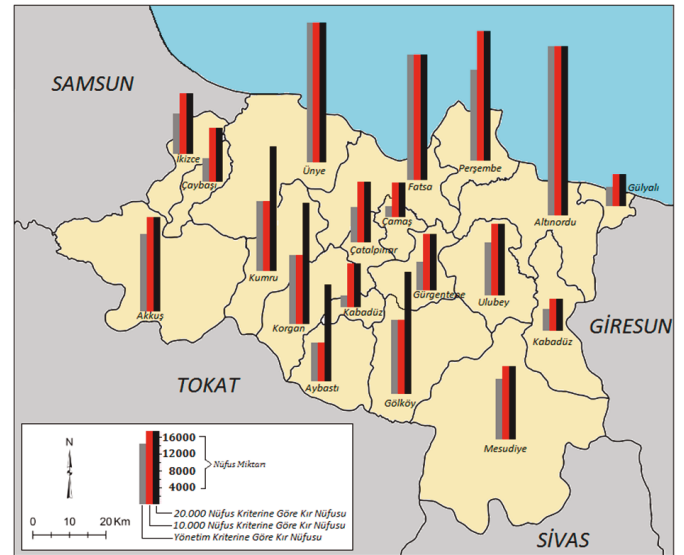 SAMSUN
İkizce
Çaybaşı
Ünye
Fatsa
Perşembe
Gülyalı
Altınordu
Çamaş
Çatalpınar
Kumru
Gürgentepe
Ulubey
Akkuş
Korgan
Kabadüz
Kabadüz
GİRESUN
TOKAT
Aybastı
Gölköy
Mesudiye
SİVAS
N
0 10 20 Km
16000
12000
8000
4000
Nüfus Miktarı
20.000 Nüfus Kriterine Göre Kır Nüfusu
10.000 Nüfus Kriterine Göre Kır Nüfusu
Yönetim Kriterine Göre Kır Nüfusu